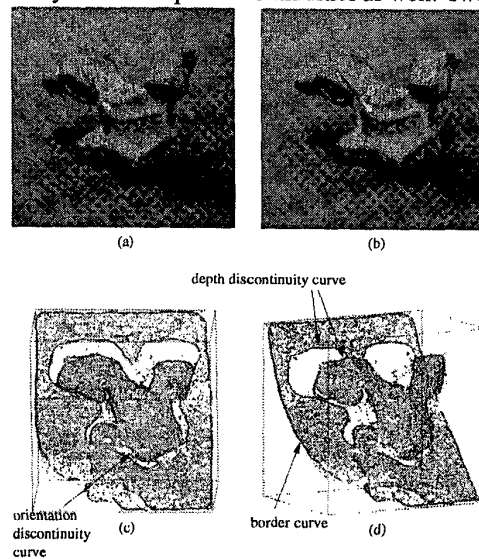 (a)
(b)
depth discontinuity curve
orientation
discontinuity
curve
(c)
border curve
(d)